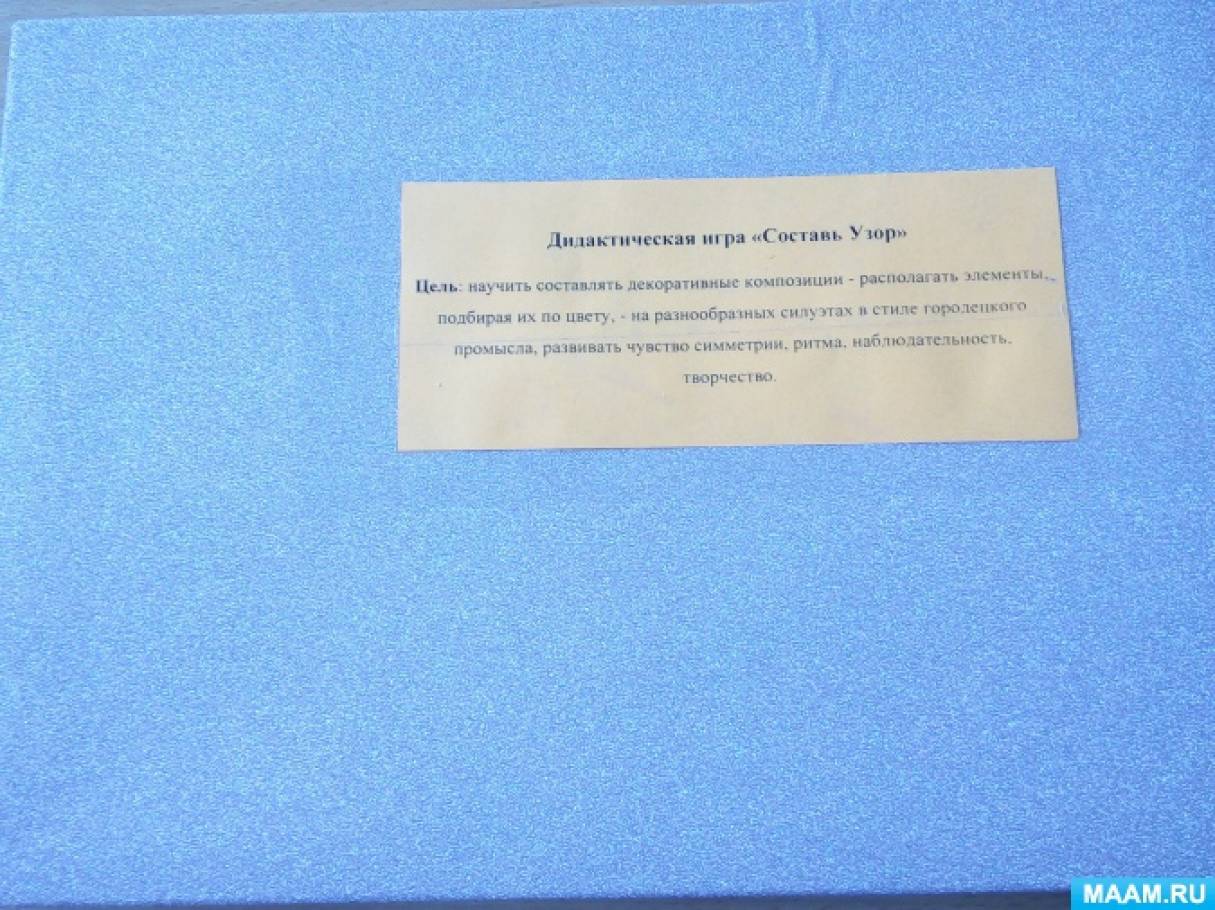 Дидактическая игра «Составь Узор»
Цель: научить составлять декоративные композиции - располагать элементы,
подбирая их по цвету, - на разнообразных силуэтах в стиле городецкого
промысла, развивать чувство симметрии, ритма, наблюдательность,
творчество.
MAAM.RU